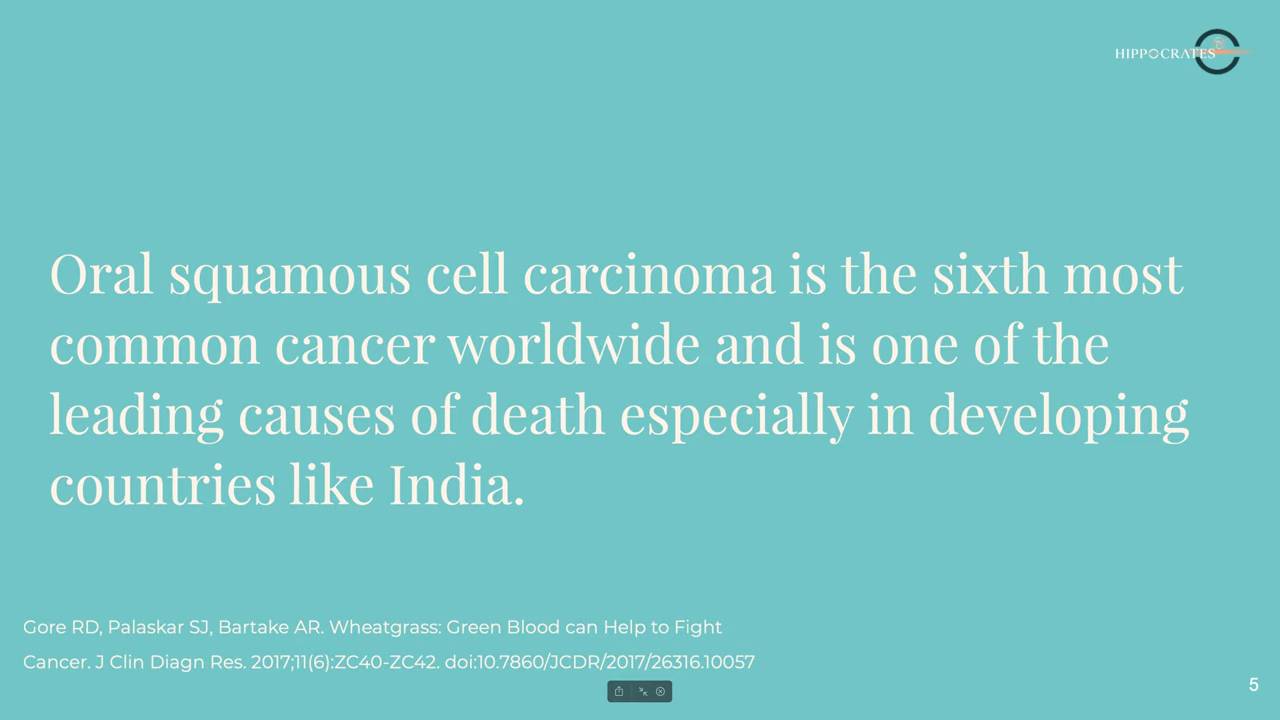 HIPPOCRATES
Oral squamous cell carcinoma is the sixth most
common cancer worldwide and is one of the
leading causes of death especially in developing
countries like India.
Gore RD, Palaskar SJ, Bartake AR. Wheatgrass: Green Blood can Help to Fight
Cancer. J Clin Diagn Res. 2017;11(6):ZC40-ZC42. doi:10.7860/JCDR/2017/26316.10057
5